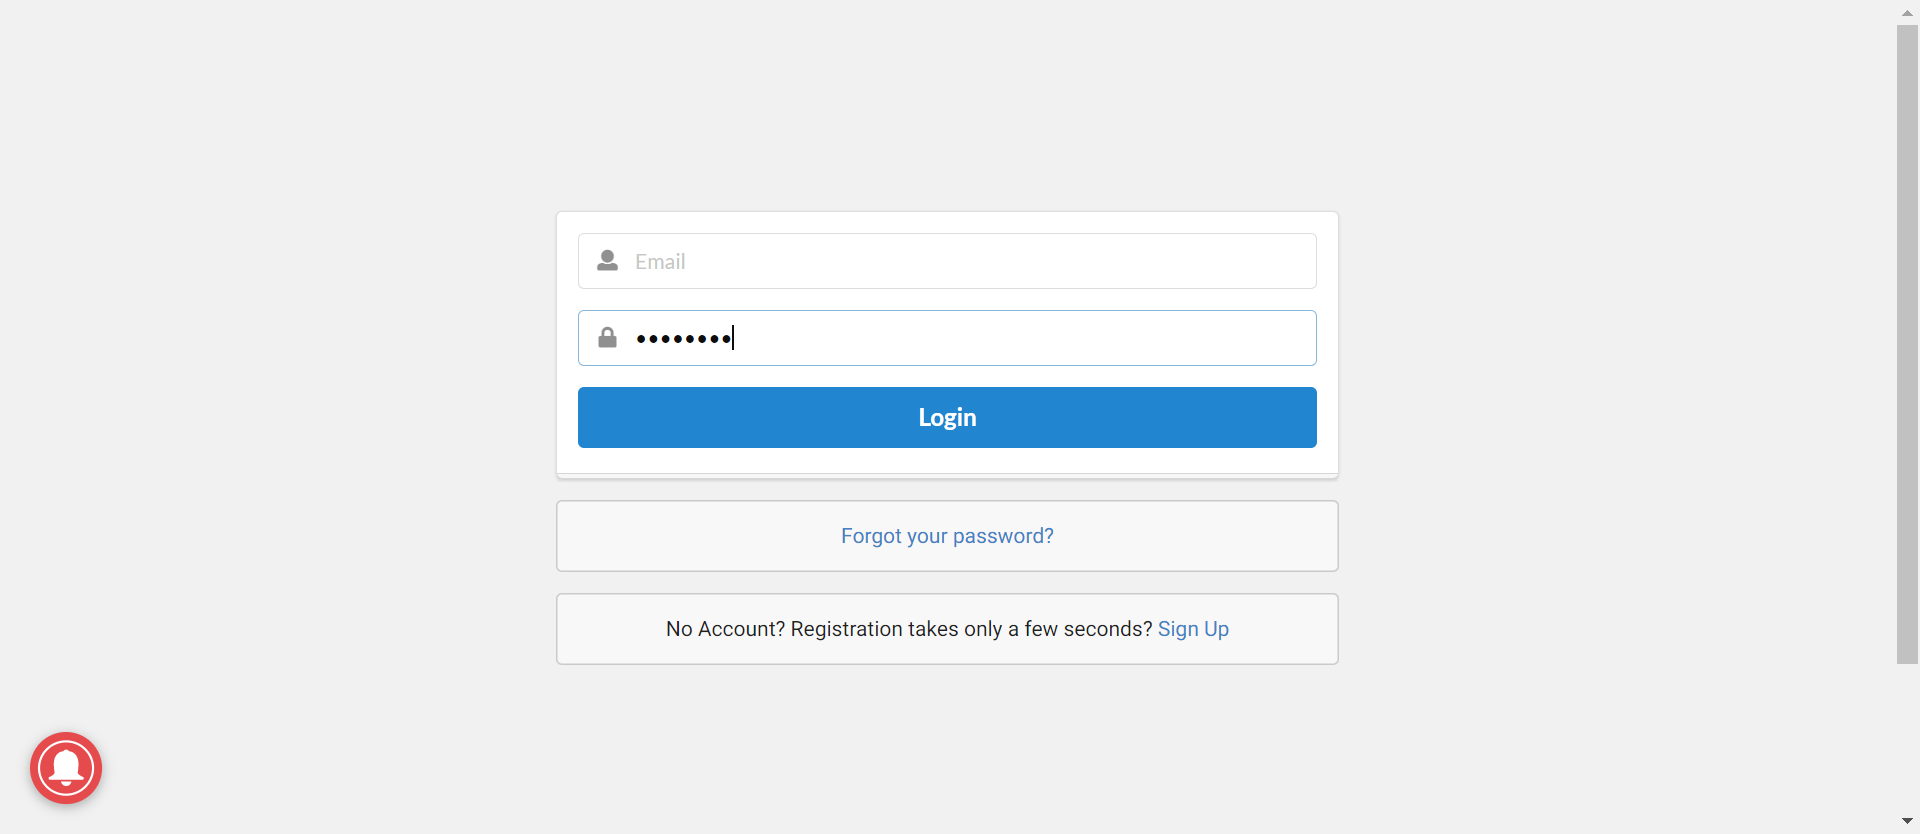 Email
••••••••
Login
Forgot your password?
No Account? Registration takes only a few seconds? Sign Up